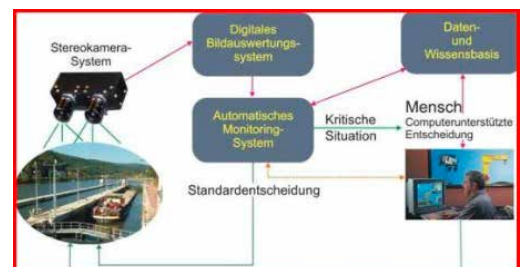 Stereokamera-
System
Digitales
Bildauswertungs-
system
Daten-
und
Wissensbasis
Automatisches
Monitoring-
System
Kritische
Situation
Mensch
Computerunterstützte
Entscheidung
Standardentscheidung